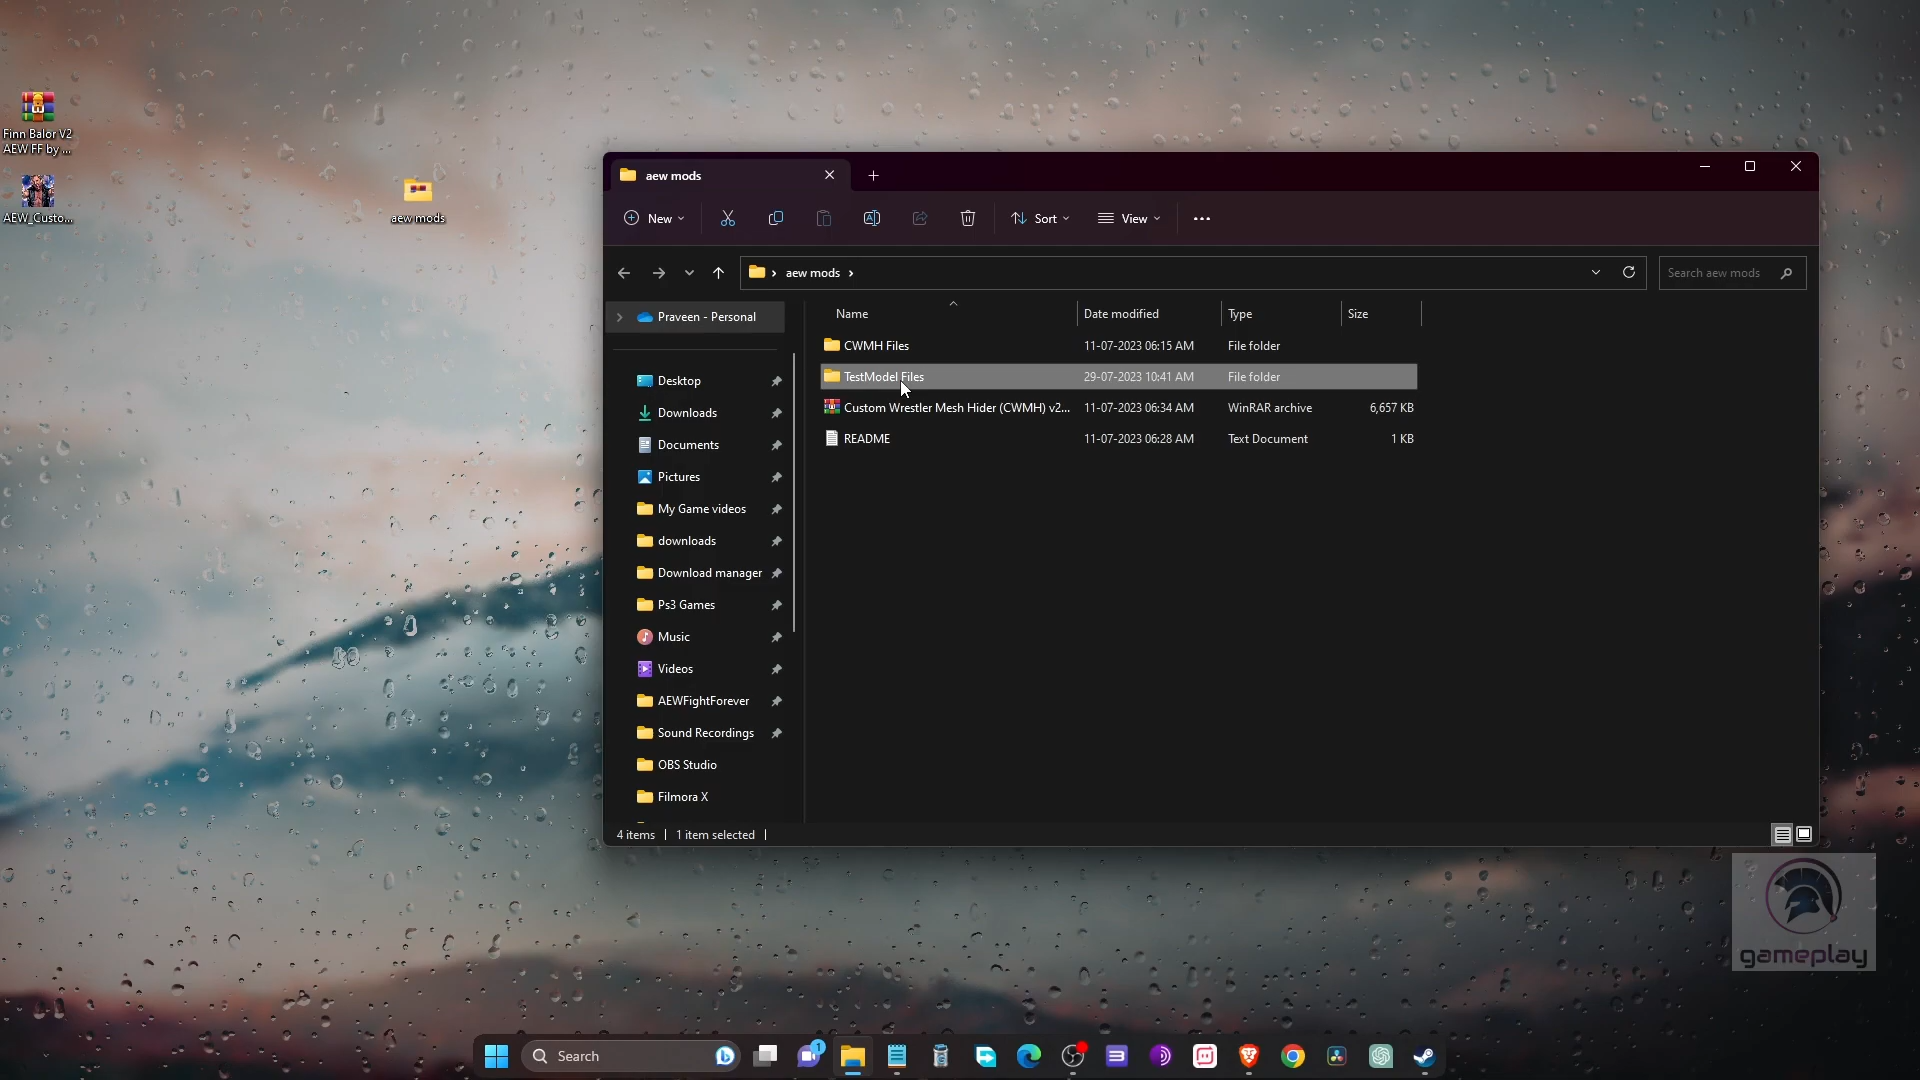 Finn Balor V2
AEW FF by ...
AEW_Custo...
aew mods
aew mods
New
Sort
View
aew mods
Search aew mods
Praveen - Personal
Desktop
Downloads
Documents
Pictures
My Game videos
downloads
Download manager
Ps3 Games
Music
Videos
AEWFightForever
Sound Recordings
OBS Studio
Filmora X
Name Date modified Type Size
CWMH Files 11-07-2023 06:15 AM File folder
TestModel Files 29-07-2023 10:41 AM File folder
Custom Wrestler Mesh Hider (CWMH) v2... 11-07-2023 06:34 AM WinRAR archive 6,657 KB
README 11-07-2023 06:28 AM Text Document 1 KB
4 items 1 item selected
gameplay
Search
1